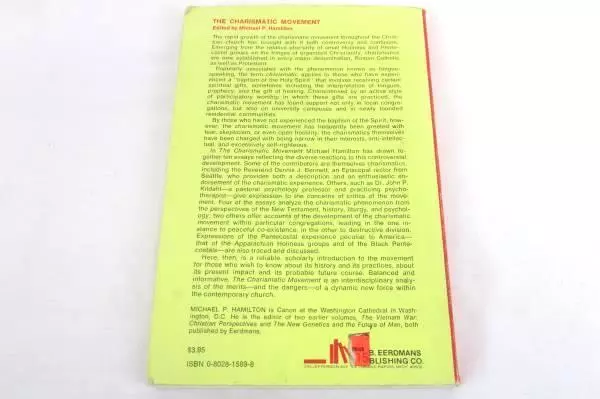 THE CHARISMATIC MOVEMENT
Edited by Michael P. Hamilton
The rapid growth of the charismatic movement throughout the Chris-
tian church has brought with it both controversy and confusion.
Emerging from the relative obscurity of small Holiness and Pente-
costal groups on the fringes of organized Christianity, charismatics
are now established in every major denomination, Roman Catholic
as well as Protestant.
Popularly associated with the phenomenon known as tongue-
speaking, the term charismatic applies to those who have experi-
enced a "baptism of the Holy Spirit" that involves receiving certain
spiritual gifts, sometimes including the interpretation of tongues,
prophecy, and the gift of healing. Characterized by an active style
of participatory worship in which these gifts are practiced, the
charismatic movement has found support not only in local congre-
gations, but also on university campuses and in newly founded
residential communities.
By those who have not experienced the baptism of the Spirit, how-
ever, the charismatic movement has frequently been greeted with
fear, skepticism, or even open hostility; the charismatics themselves
have been charged with being narrow in their interests, anti-intellec-
tual, and excessively self-righteous.
In The Charismatic Movement Michael Hamilton has drawn to-
gether ten essays reflecting the diverse reactions to this controversial
development. Some of the contributors are themselves charismatic,
including the Reverend Dennis J. Bennett, an Episcopal rector from
Seattle, who provides both a description and an enthusiastic en-
dorsement of the charismatic experience. Others, such as Dr. John P.
Kildahl—a pastoral psychology professor and practicing psycho-
therapist—give expression to the concerns of critics of the move-
ment. Four of the essays analyze the charismatic phenomenon from
the perspectives of the New Testament, history, liturgy, and psychol-
ogy; two others offer accounts of the development of the charismatic
movement within particular congregations, leading in the one in-
stance to peaceful co-existence, in the other to destructive division.
Expressions of the Pentecostal experience peculiar to America—
that of the Appalachian Holiness groups and of the Black Pente-
costals—are also traced and discussed.
Here, then, is a reliable, scholarly introduction to the movement
for those who wish to know about its history and its practices, about
its present impact and its probable future course. Balanced and
informative, The Charismatic Movement is an interdisciplinary analy-
sis of the merits—and the dangers—of a dynamic new force within
the contemporary church.
MICHAEL P. HAMILTON is Canon at the Washington Cathedral in Wash-
ington, D.C. He is the editor of two earlier volumes, The Vietnam War:
Christian Perspectives and The New Genetics and the Future of Man, both
published by Eerdmans.
$3.95
ISBN 0-8028-1589-8
B. EERDMANS
PUBLISHING CO.